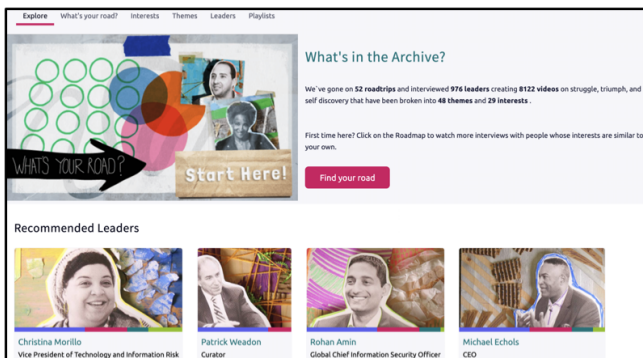 Explore What's your road? Interests Themes Leaders Playlists
What's in the Archive?
We've gone on 52 roadtrips and interviewed 976 leaders creating 8122 videos on struggle, triumph, and
self discovery that have been broken into 48 themes and 29 interests .
First time here? Click on the Roadmap to watch more interviews with people whose interests are similar to
your own.
Find your road
WHAT'S YOUR ROAD?
Start Here!
Recommended Leaders
Christina Morillo Patrick Weadon Rohan Amin Michael Echols
Vice President of Technology and Information Risk Curator Global Chief Information Security Officer CEO